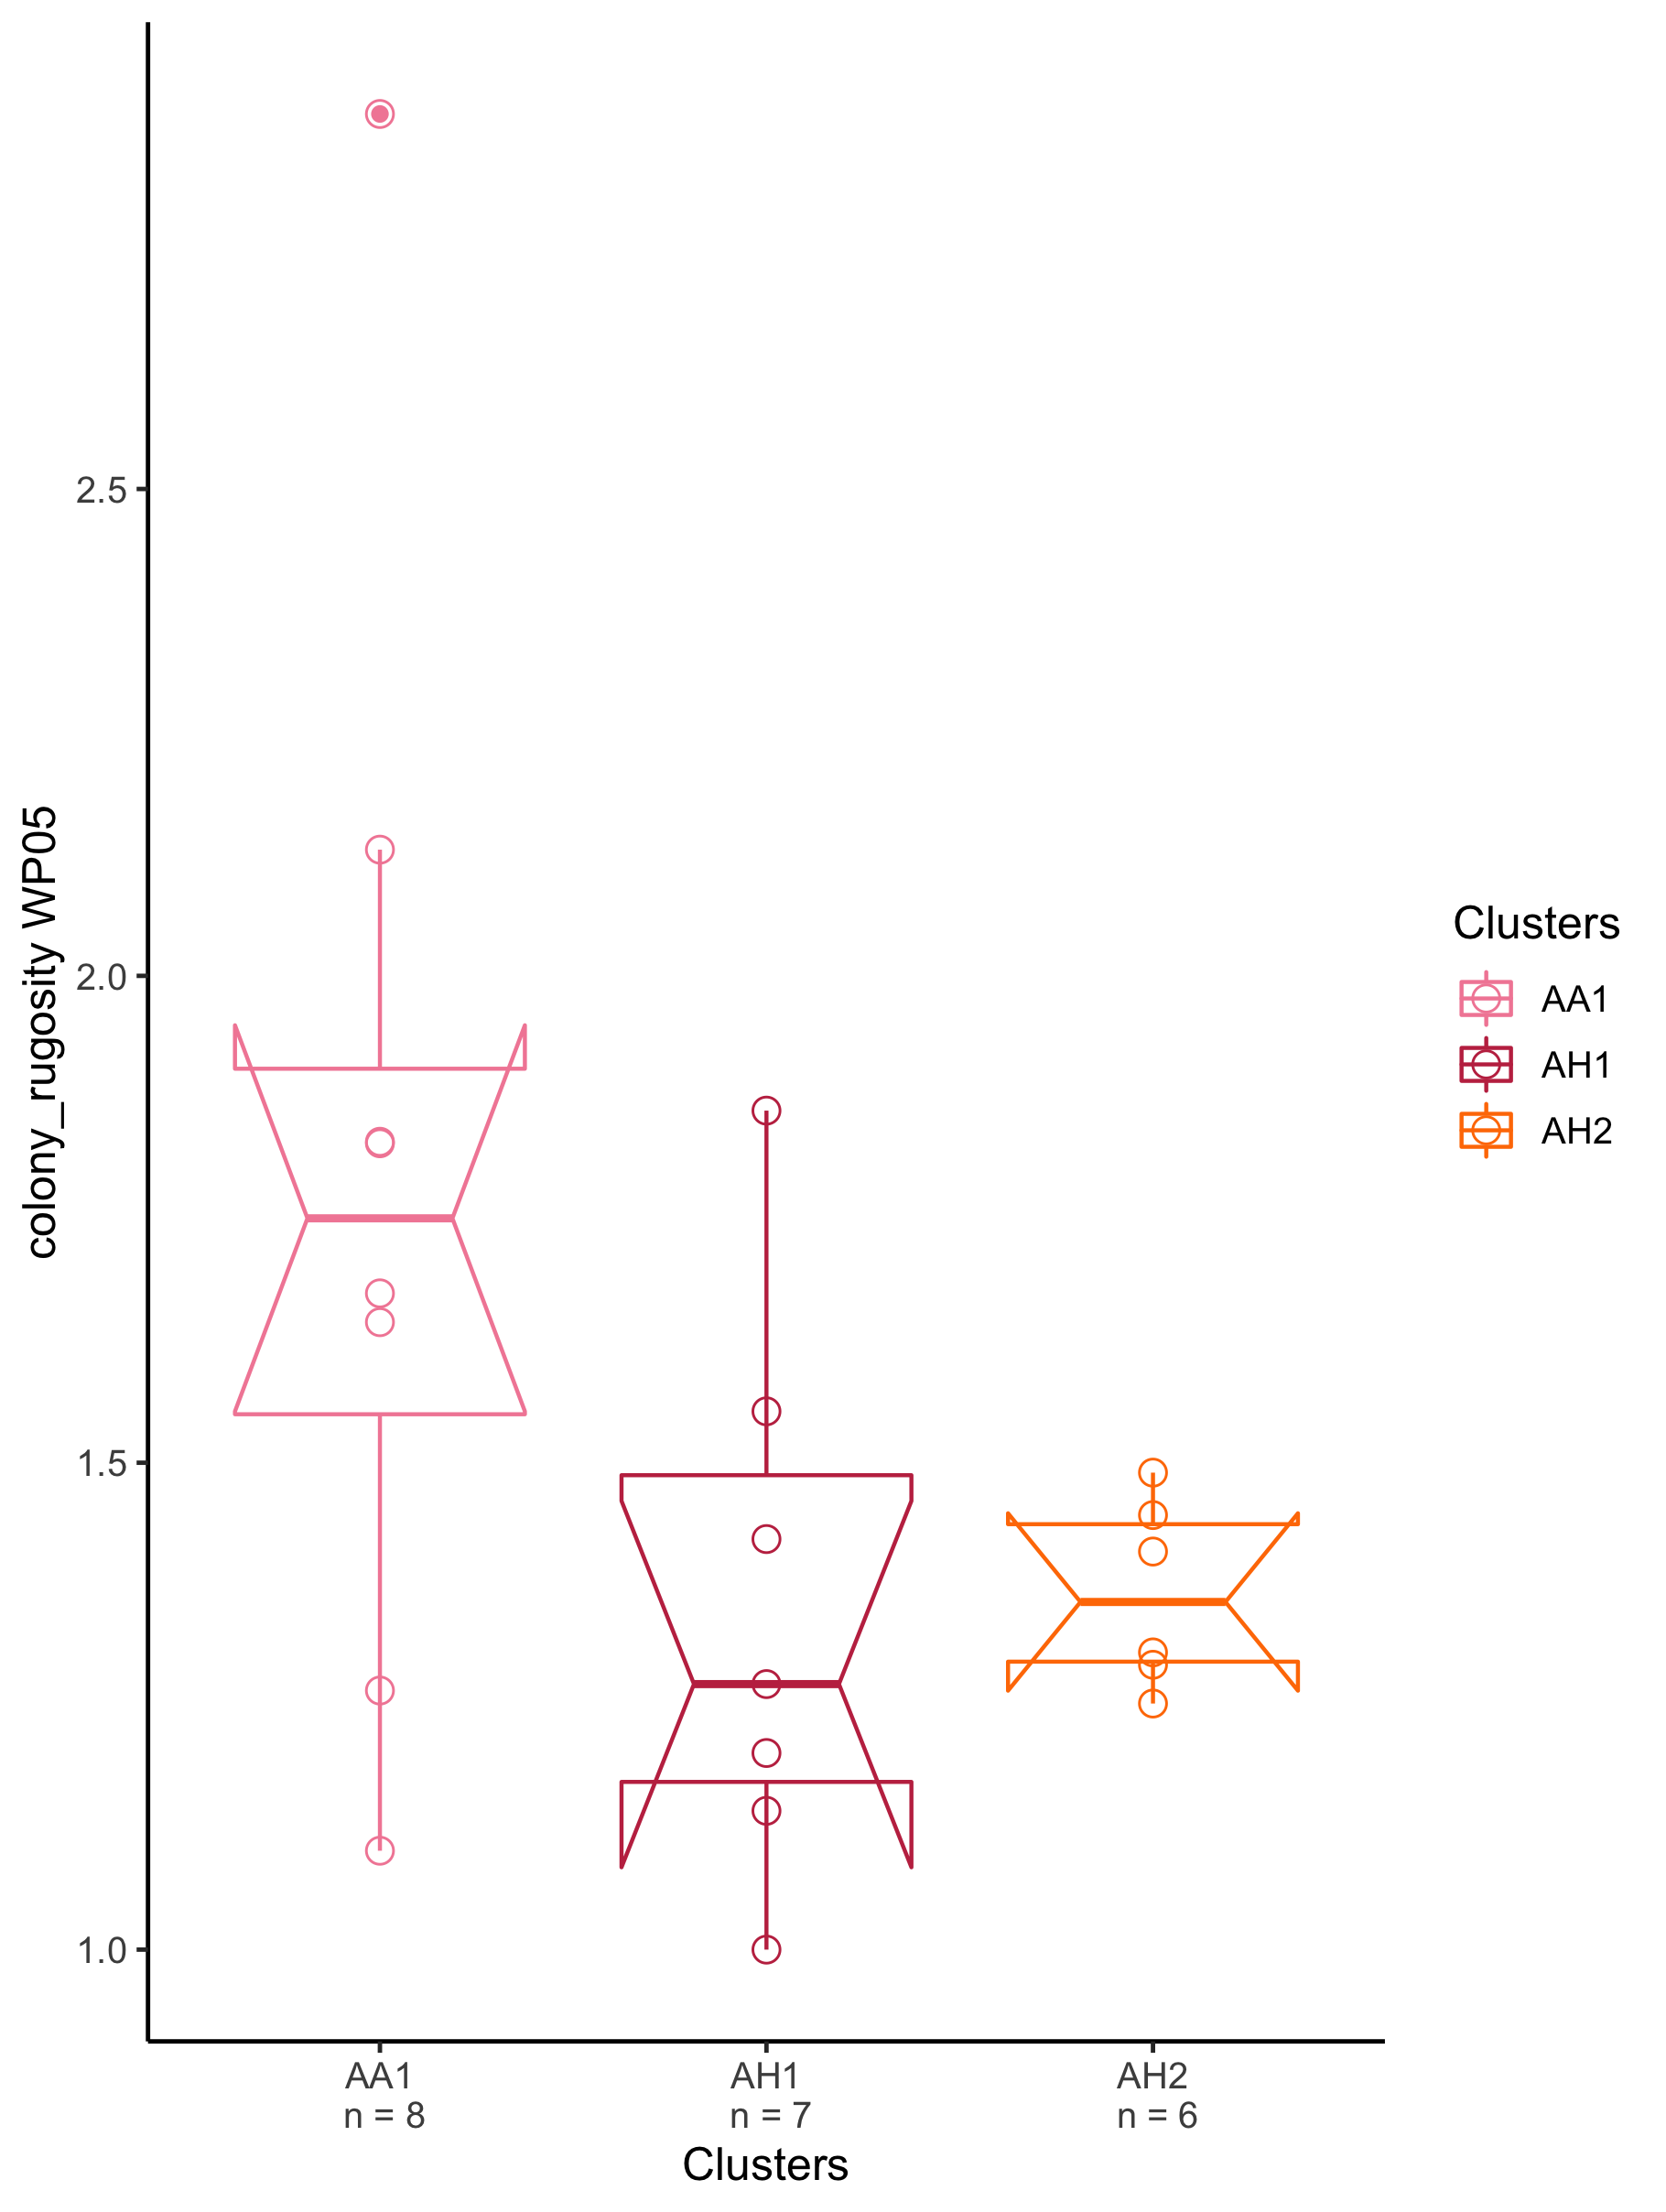 colony_rugosity WP05
2.5
2.0
1.5
1.0
AA1
n = 8
AH1
n = 7
AH2
n = 6
Clusters
Clusters
AA1
AH1
AH2